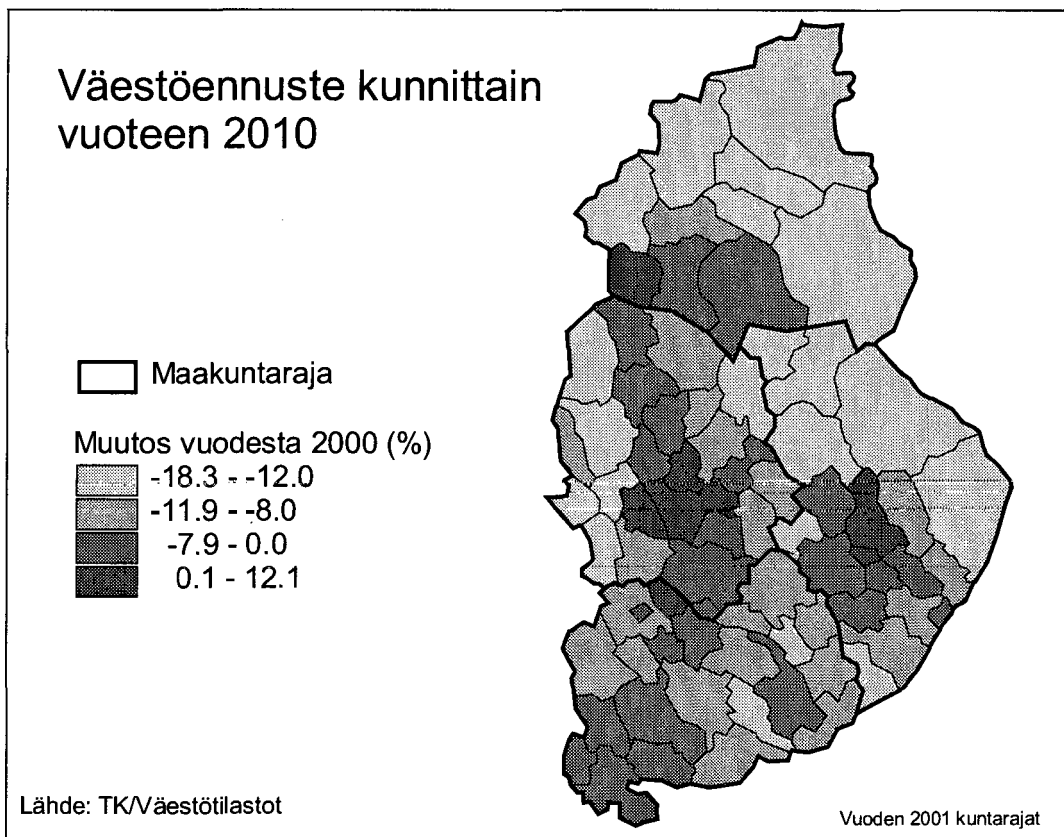 Väestöennuste kunnittain
vuoteen 2010
Maakuntaraja
Muutos vuodesta 2000 (%)
-18.3 - -12.0
-11.9 - -8.0
-7.9 - 0.0
0.1 - 12.1
Lähde: TK/Väestötilastot
Vuoden 2001 kuntarajat